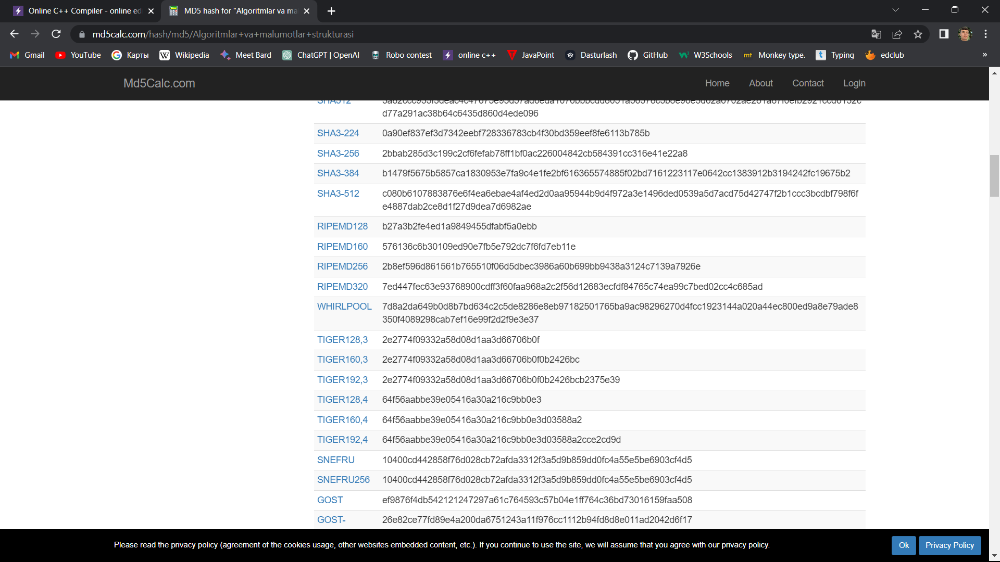 Online C++ Compiler - online ed
MD5 hash for "Algoritmlar va ma
md5calc.com/hash/md5/Algoritmlar+va+malumotlar+strukturasi
Gmail YouTube Карты Wikipedia Meet Bard ChatGPT | OpenAI Robo contest online c++ JavaPoint Dasturlash GitHub W3Schools Monkey type. Typing edclub »
Md5Calc.com Home About Contact Login
SHA512
d77a291ac38b64c6435d860d4ede096
SHA3-224 0a90ef837ef3d7342eebf728336783cb4f30bd359eef8fe6113b785b
SHA3-256 2bbab285d3c199c2cf6fefab78ff1bf0ac226004842cb584391cc316e41e22a8
SHA3-384 b1479f5675b5857ca1830953e7fa9c4e1fe2bf616365574885f02bd7161223117e0642cc1383912b3194242fc19675b2
SHA3-512 c080b6107883876e6f4ea6ebae4af4ed2d0aa95944b9d4f972a3e1496ded0539a5d7acd75d42747f2b1ccc3bcdbf798f6f
e4887dab2ce8d1f27d9dea7d6982ae
RIPEMD128 b27a3b2fe4ed1a9849455dfabf5a0ebb
RIPEMD160 576136c6b30109ed90e7fb5e792dc7f6fd7eb11e
RIPEMD256 2b8ef596d861561b765510f06d5dbec3986a60b699bb9438a3124c7139a7926e
RIPEMD320 7ed447fec63e93768900cdff3f60faa968a2c2f56d12683ecfdf84765c74ea99c7bed02cc4c685ad
WHIRLPOOL 7d8a2da649b0d8b7bd634c2c5de8286e8eb97182501765ba9ac98296270d4fcc1923144a020a44ec800ed9a8e79ade8
350f4089298cab7ef16e99f2d2f9e3e37
TIGER128,3 2e2774f09332a58d08d1aa3d66706b0f
TIGER160,3 2e2774f09332a58d08d1aa3d66706b0f0b2426bc
TIGER192,3 2e2774f09332a58d08d1aa3d66706b0f0b2426bcb2375e39
TIGER128,4 64f56aabbe39e05416a30a216c9bb0e3
TIGER160,4 64f56aabbe39e05416a30a216c9bb0e3d03588a2
TIGER192,4 64f56aabbe39e05416a30a216c9bb0e3d03588a2cce2cd9d
SNEFRU 10400cd442858f76d028cb72afda3312f3a5d9b859dd0fc4a55e5be6903cf4d5
SNEFRU256 10400cd442858f76d028cb72afda3312f3a5d9b859dd0fc4a55e5be6903cf4d5
GOST ef9876f4db542121247297a61c764593c57b04e1ff764c36bd73016159faa508
GOST- 26e82ce77fd89e4a200da6751243a11f976cc1112b94fd8d8e011ad2042d6f17
Please read the privacy policy (agreement of the cookies usage, other websites embedded content, etc.). If you continue to use the site, we will assume that you agree with our privacy policy. Ok Privacy Policy